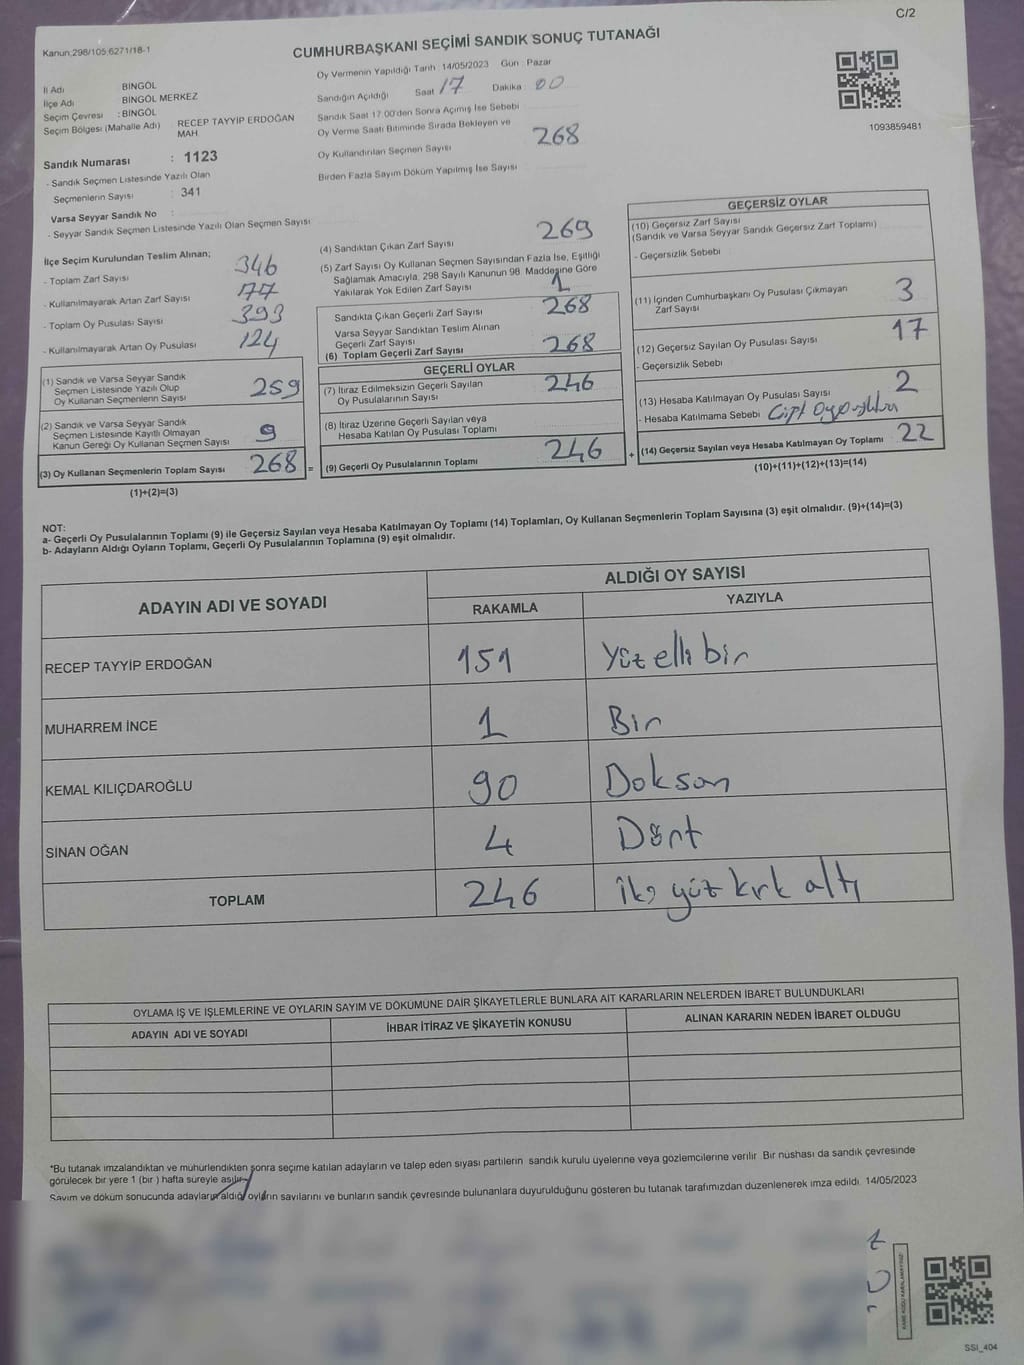 C/2
Kanun;298/105;6271/18-1
CUMHURBAŞKANI SEÇİMİ SANDIK SONUÇ TUTANAĞI
İl Adı BİNGÖL
İlçe Adı BİNGÖL MERKEZ
Seçim Çevresi : BİNGÖL
Seçim Bölgesi (Mahalle Adı) RECEP TAYYİP ERDOĞAN
MAH.
Sandık Numarası : 1123
- Sandık Seçmen Listesinde Yazılı Olan
Seçmenlerin Sayısı : 341
Varsa Seyyar Sandık No :
- Seyyar Sandık Seçmen Listesinde Yazılı Olan Seçmen Sayısı
Oy Vermenin Yapıldığı Tarih 14/05/2023 Gün : Pazar
Sandığın Açıldığı Saat 17 Dakika 00
Sandık Saat 17:00'den Sonra Açılmış İse Sebebi
Oy Verme Saati Bitiminde Sırada Bekleyen ve
Oy Kullandırılan Seçmen Sayısı 268
Birden Fazla Sayım Döküm Yapılmış İse Sayısı
1093859481
İlçe Seçim Kurulundan Teslim Alınan;
- Toplam Zarf Sayısı 346
- Kullanılmayarak Artan Zarf Sayısı 77
- Toplam Oy Pusulası Sayısı 393
- Kullanılmayarak Artan Oy Pusulası 124
(1) Sandık ve Varsa Seyyar Sandık
Seçmen Listesinde Yazılı Olup
Oy Kullanan Seçmenlerin Sayısı 259
(2) Sandık ve Varsa Seyyar Sandık
Seçmen Listesinde Kayıtlı Olmayan
Kanun Gereği Oy Kullanan Seçmen Sayısı 9
(3) Oy Kullanan Seçmenlerin Toplam Sayısı 268 =
(1)+(2)=(3)
(4) Sandıktan Çıkan Zarf Sayısı 269
(5) Zarf Sayısı Oy Kullanan Seçmen Sayısından Fazla İse, Eşitliği
Sağlamak Amacıyla, 298 Sayılı Kanunun 98. Maddesine Göre
Yakılarak Yok Edilen Zarf Sayısı 1
Sandıkta Çıkan Geçerli Zarf Sayısı 268
Varsa Seyyar Sandıktan Teslim Alınan
Geçerli Zarf Sayısı
(6) Toplam Geçerli Zarf Sayısı 268
GEÇERLİ OYLAR
(7) İtiraz Edilmeksizin Geçerli Sayılan
Oy Pusulalarının Sayısı 246
(8) İtiraz Üzerine Geçerli Sayılan veya
Hesaba Katılan Oy Pusulası Toplamı
(9) Geçerli Oy Pusulalarının Toplamı 246 +
GEÇERSİZ OYLAR
(10) Geçersiz Zarf Sayısı
(Sandık ve Varsa Seyyar Sandık Geçersiz Zarf Toplamı)
- Geçersizlik Sebebi
(11) İçinden Cumhurbaşkanı Oy Pusulası Çıkmayan
Zarf Sayısı 3
(12) Geçersiz Sayılan Oy Pusulası Sayısı 17
- Geçersizlik Sebebi
(13) Hesaba Katılmayan Oy Pusulası Sayısı 2
- Hesaba Katılmama Sebebi Çift
(14) Geçersiz Sayılan veya Hesaba Katılmayan Oy Toplamı 22
(10)+(11)+(12)+(13)=(14)
NOT:
a- Geçerli Oy Pusulalarının Toplamı (9) ile Geçersiz Sayılan veya Hesaba Katılmayan Oy Toplamı (14) Toplamları, Oy Kullanan Seçmenlerin Toplam Sayısına (3) eşit olmalıdır. (9)+(14)=(3)
b- Adayların Aldığı Oyların Toplamı, Geçerli Oy Pusulalarının Toplamına (9) eşit olmalıdır.
ADAYIN ADI VE SOYADI ALDIĞI OY SAYISI
RAKAMLA YAZIYLA
RECEP TAYYİP ERDOĞAN 151 Yüz elli bir
MUHARREM İNCE 1 Bir
KEMAL KILIÇDAROĞLU 90 Doksan
SİNAN OĞAN 4 Dört
TOPLAM 246 iki yüz kırk altı
OYLAMA İŞ VE İŞLEMLERİNE VE OYLARIN SAYIM VE DÖKÜMÜNE DAİR ŞİKAYETLERLE BUNLARA AİT KARARLARIN NELERDEN İBARET BULUNDUKLARI
ADAYIN ADI VE SOYADI İHBAR İTİRAZ VE ŞİKAYETİN KONUSU ALINAN KARARIN NEDEN İBARET OLDUĞU
*Bu tutanak imzalandıktan ve mühürlendikten sonra seçime katılan adayların ve talep eden siyasi partilerin sandık kurulu üyelerine veya gözlemcilerine verilir. Bir nüshası da sandık çevresinde
görülecek bir yere 1 (bir) hafta süreyle asılır.
Sayım ve döküm sonucunda adayların aldığı oyların sayılarını ve bunların sandık çevresinde bulunanlara duyurulduğunu gösteren bu tutanak tarafımızdan düzenlenerek imza edildi. 14/05/2023
SSI_404